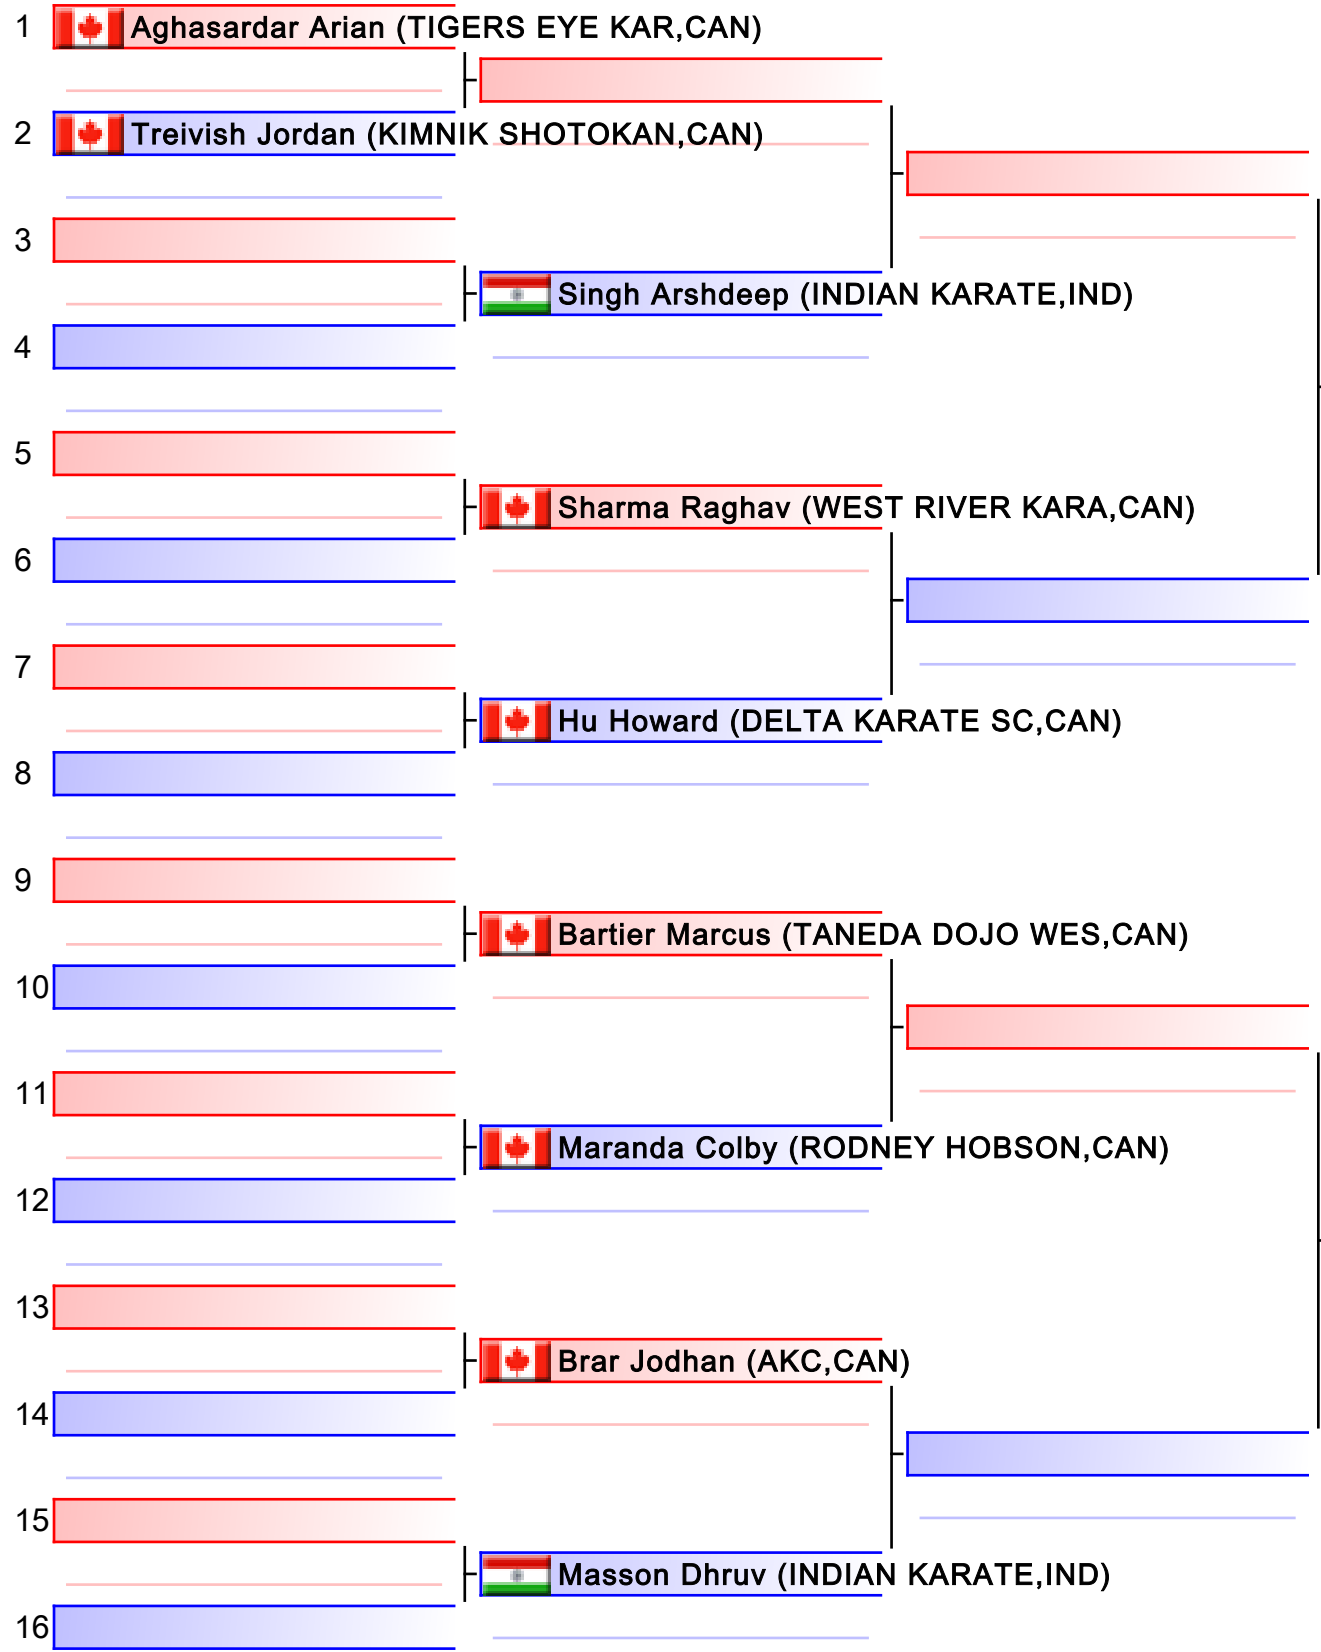 1 Aghasardar Arian (TIGERS EYE KAR,CAN)
2 Treivish Jordan (KIMNIK SHOTOKAN,CAN)
3
Singh Arshdeep (INDIAN KARATE,IND)
4
5
Sharma Raghav (WEST RIVER KARA,CAN)
6
7
Hu Howard (DELTA KARATE SC,CAN)
8
9
Bartier Marcus (TANEDA DOJO WES,CAN)
10
11
Maranda Colby (RODNEY HOBSON,CAN)
12
13
Brar Jodhan (AKC,CAN)
14
15
Masson Dhruv (INDIAN KARATE,IND)
16